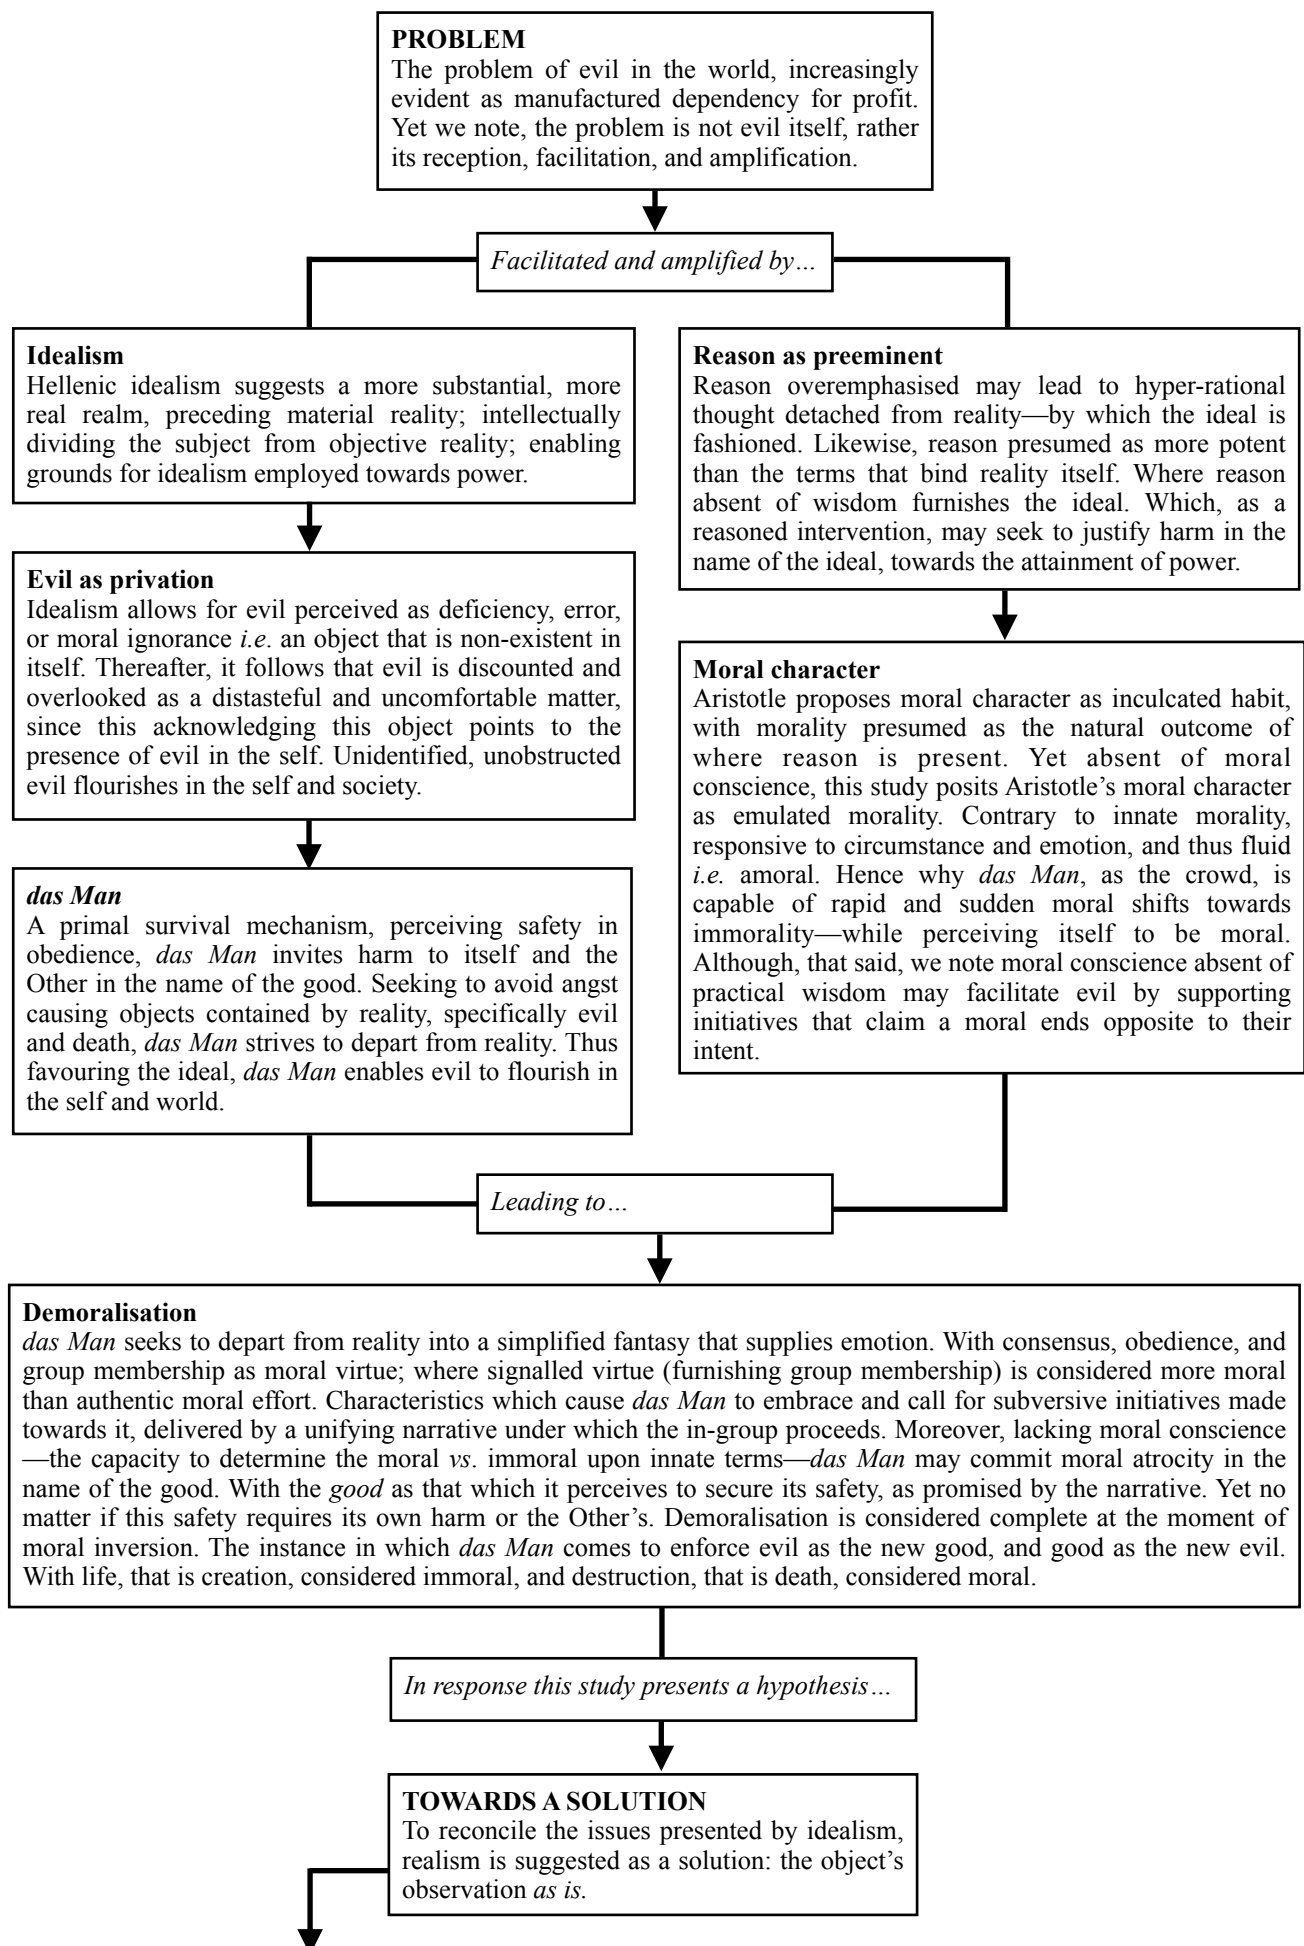 PROBLEM
The problem of evil in the world, increasingly
evident as manufactured dependency for profit.
Yet we note, the problem is not evil itself, rather
its reception, facilitation, and amplification.
Facilitated and amplified by…
Idealism
Hellenic idealism suggests a more substantial, more
real realm, preceding material reality; intellectually
dividing the subject from objective reality; enabling
grounds for idealism employed towards power.
Evil as privation
Idealism allows for evil perceived as deficiency, error,
or moral ignorance i.e. an object that is non-existent in
itself. Thereafter, it follows that evil is discounted and
overlooked as a distasteful and uncomfortable matter,
since this acknowledging this object points to the
presence of evil in the self. Unidentified, unobstructed
evil flourishes in the self and society.
das Man
A primal survival mechanism, perceiving safety in
obedience, das Man invites harm to itself and the
Other in the name of the good. Seeking to avoid angst
causing objects contained by reality, specifically evil
and death, das Man strives to depart from reality. Thus
favouring the ideal, das Man enables evil to flourish in
the self and world.
Reason as preeminent
Reason overemphasised may lead to hyper-rational
thought detached from reality—by which the ideal is
fashioned. Likewise, reason presumed as more potent
than the terms that bind reality itself. Where reason
absent of wisdom furnishes the ideal. Which, as a
reasoned intervention, may seek to justify harm in the
name of the ideal, towards the attainment of power.
Moral character
Aristotle proposes moral character as inculcated habit,
with morality presumed as the natural outcome of
where reason is present. Yet absent of moral
conscience, this study posits Aristotle’s moral character
as emulated morality. Contrary to innate morality,
responsive to circumstance and emotion, and thus fluid
i.e. amoral. Hence why das Man, as the crowd, is
capable of rapid and sudden moral shifts towards
immorality—while perceiving itself to be moral.
Although, that said, we note moral conscience absent of
practical wisdom may facilitate evil by supporting
initiatives that claim a moral ends opposite to their
intent.
Leading to…
Demoralisation
das Man seeks to depart from reality into a simplified fantasy that supplies emotion. With consensus, obedience, and
group membership as moral virtue; where signalled virtue (furnishing group membership) is considered more moral
than authentic moral effort. Characteristics which cause das Man to embrace and call for subversive initiatives made
towards it, delivered by a unifying narrative under which the in-group proceeds. Moreover, lacking moral conscience
—the capacity to determine the moral vs. immoral upon innate terms—das Man may commit moral atrocity in the
name of the good. With the good as that which it perceives to secure its safety, as promised by the narrative. Yet no
matter if this safety requires its own harm or the Other’s. Demoralisation is considered complete at the moment of
moral inversion. The instance in which das Man comes to enforce evil as the new good, and good as the new evil.
With life, that is creation, considered immoral, and destruction, that is death, considered moral.
In response this study presents a hypothesis…
TOWARDS A SOLUTION
To reconcile the issues presented by idealism,
realism is suggested as a solution: the object’s
observation as is.